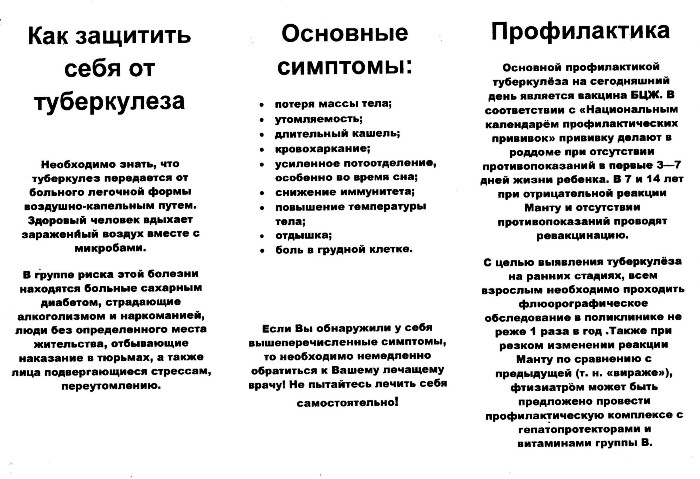 Как защитить
себя от
туберкулеза
Необходимо знать, что
туберкулез передается от
больного легочной формы
воздушно-капельным путем.
Здоровый человек вдыхает
зараженный воздух вместе с
микробами.
В группе риска этой болезни
находятся больные сахарным
диабетом, страдающие
алкоголизмом и наркоманией,
люди без определенного места
жительства, отбывающие
наказание в тюрьмах, а также
лица подвергающиеся стрессам,
переутомлению.
Основные
симптомы:
• потеря массы тела;
• утомляемость;
• длительный кашель;
• кровохаркание;
• усиленное потоотделение,
особенно во время сна;
• снижение иммунитета;
• повышение температуры
тела;
• отдышка;
• боль в грудной клетке.
Если Вы обнаружили у себя
вышеперечисленные симптомы,
то необходимо немедленно
обратиться к Вашему лечащему
врачу! Не пытайтесь лечить себя
самостоятельно!
Профилактика
Основной профилактикой
туберкулёза на сегодняшний
день является вакцина БЦЖ. В
соответствии с «Национальным
календарём профилактических
прививок» прививку делают в
роддоме при отсутствии
противопоказаний в первые 3—7
дней жизни ребенка. В 7 и 14 лет
при отрицательной реакции
Манту и отсутствии
противопоказаний проводят
ревакцинацию.
С целью выявления туберкулёза
на ранних стадиях, всем
взрослым необходимо проходить
флюорографическое
обследование в поликлинике не
реже 1 раза в год .Также при
резком изменении реакции
Манту по сравнению с
предыдущей (т. н. «вираже»),
фтизиатром может быть
предложено провести
профилактическую комплексе с
гепатопротекторами и
витаминами группы В.